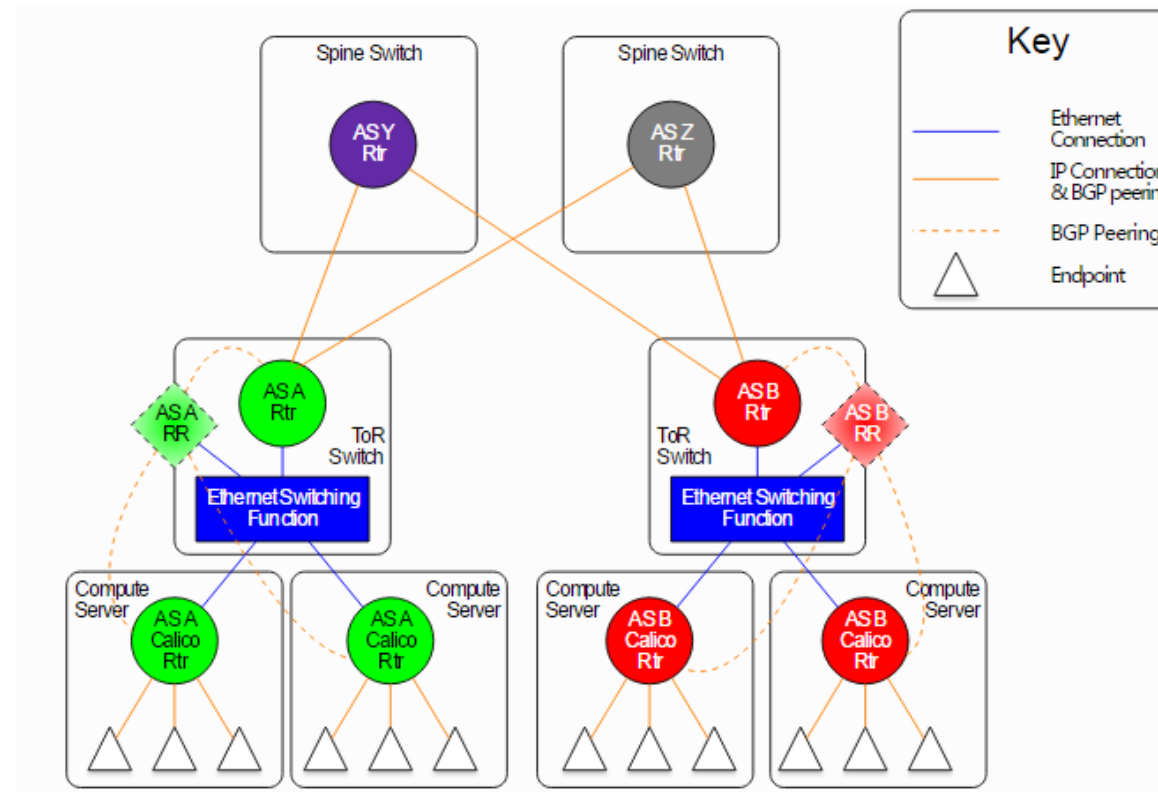 Spine Switch
Spine Switch
Key
AS Y
Rtr
AS Z
Rtr
Ethernet
Connection
IP Connection
& BGP peerin
BGP Peering
Endpoint
AS A
RR
AS A
Rtr
ToR
Switch
Ethernet Switching
Function
AS B
Rtr
AS B
RR
ToR
Switch
Ethernet Switching
Function
Compute
Server
AS A
Calico
Rtr
Compute
Server
AS A
Calico
Rtr
Compute
Server
AS B
Calico
Rtr
Compute
Server
AS B
Calico
Rtr